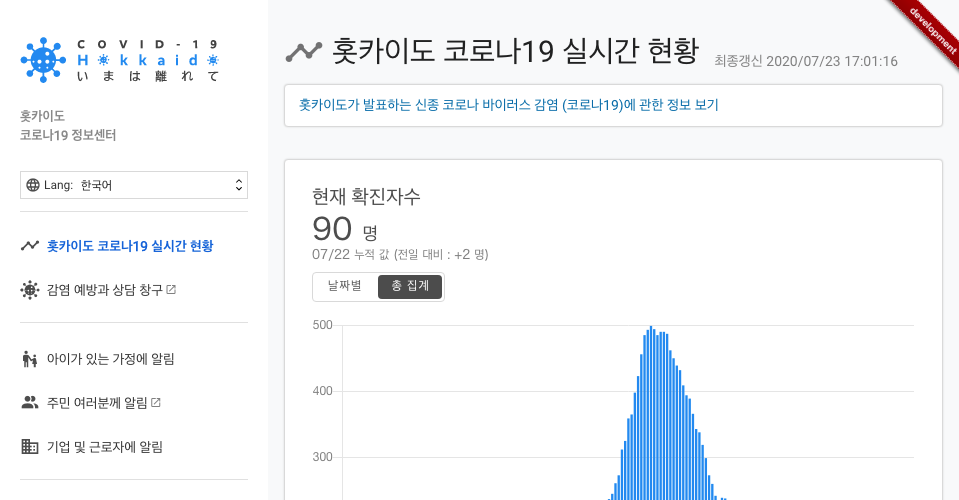 COVID-19
Hokkaido
いまは離れて
홋카이도
코로나19 정보센터
Lang: 한국어
홋카이도 코로나19 실시간 현황
감염 예방과 상담 창구
아이가 있는 가정에 알림
주민 여러분께 알림
기업 및 근로자에 알림
홋카이도 코로나19 실시간 현황
최종갱신 2020/07/23 17:01:16
development
홋카이도가 발표하는 신종 코로나 바이러스 감염 (코로나19)에 관한 정보 보기
현재 확진자수
90 명
07/22 누적 값 (전일 대비 : +2 명)
날짜별 총 집계
500
400
300